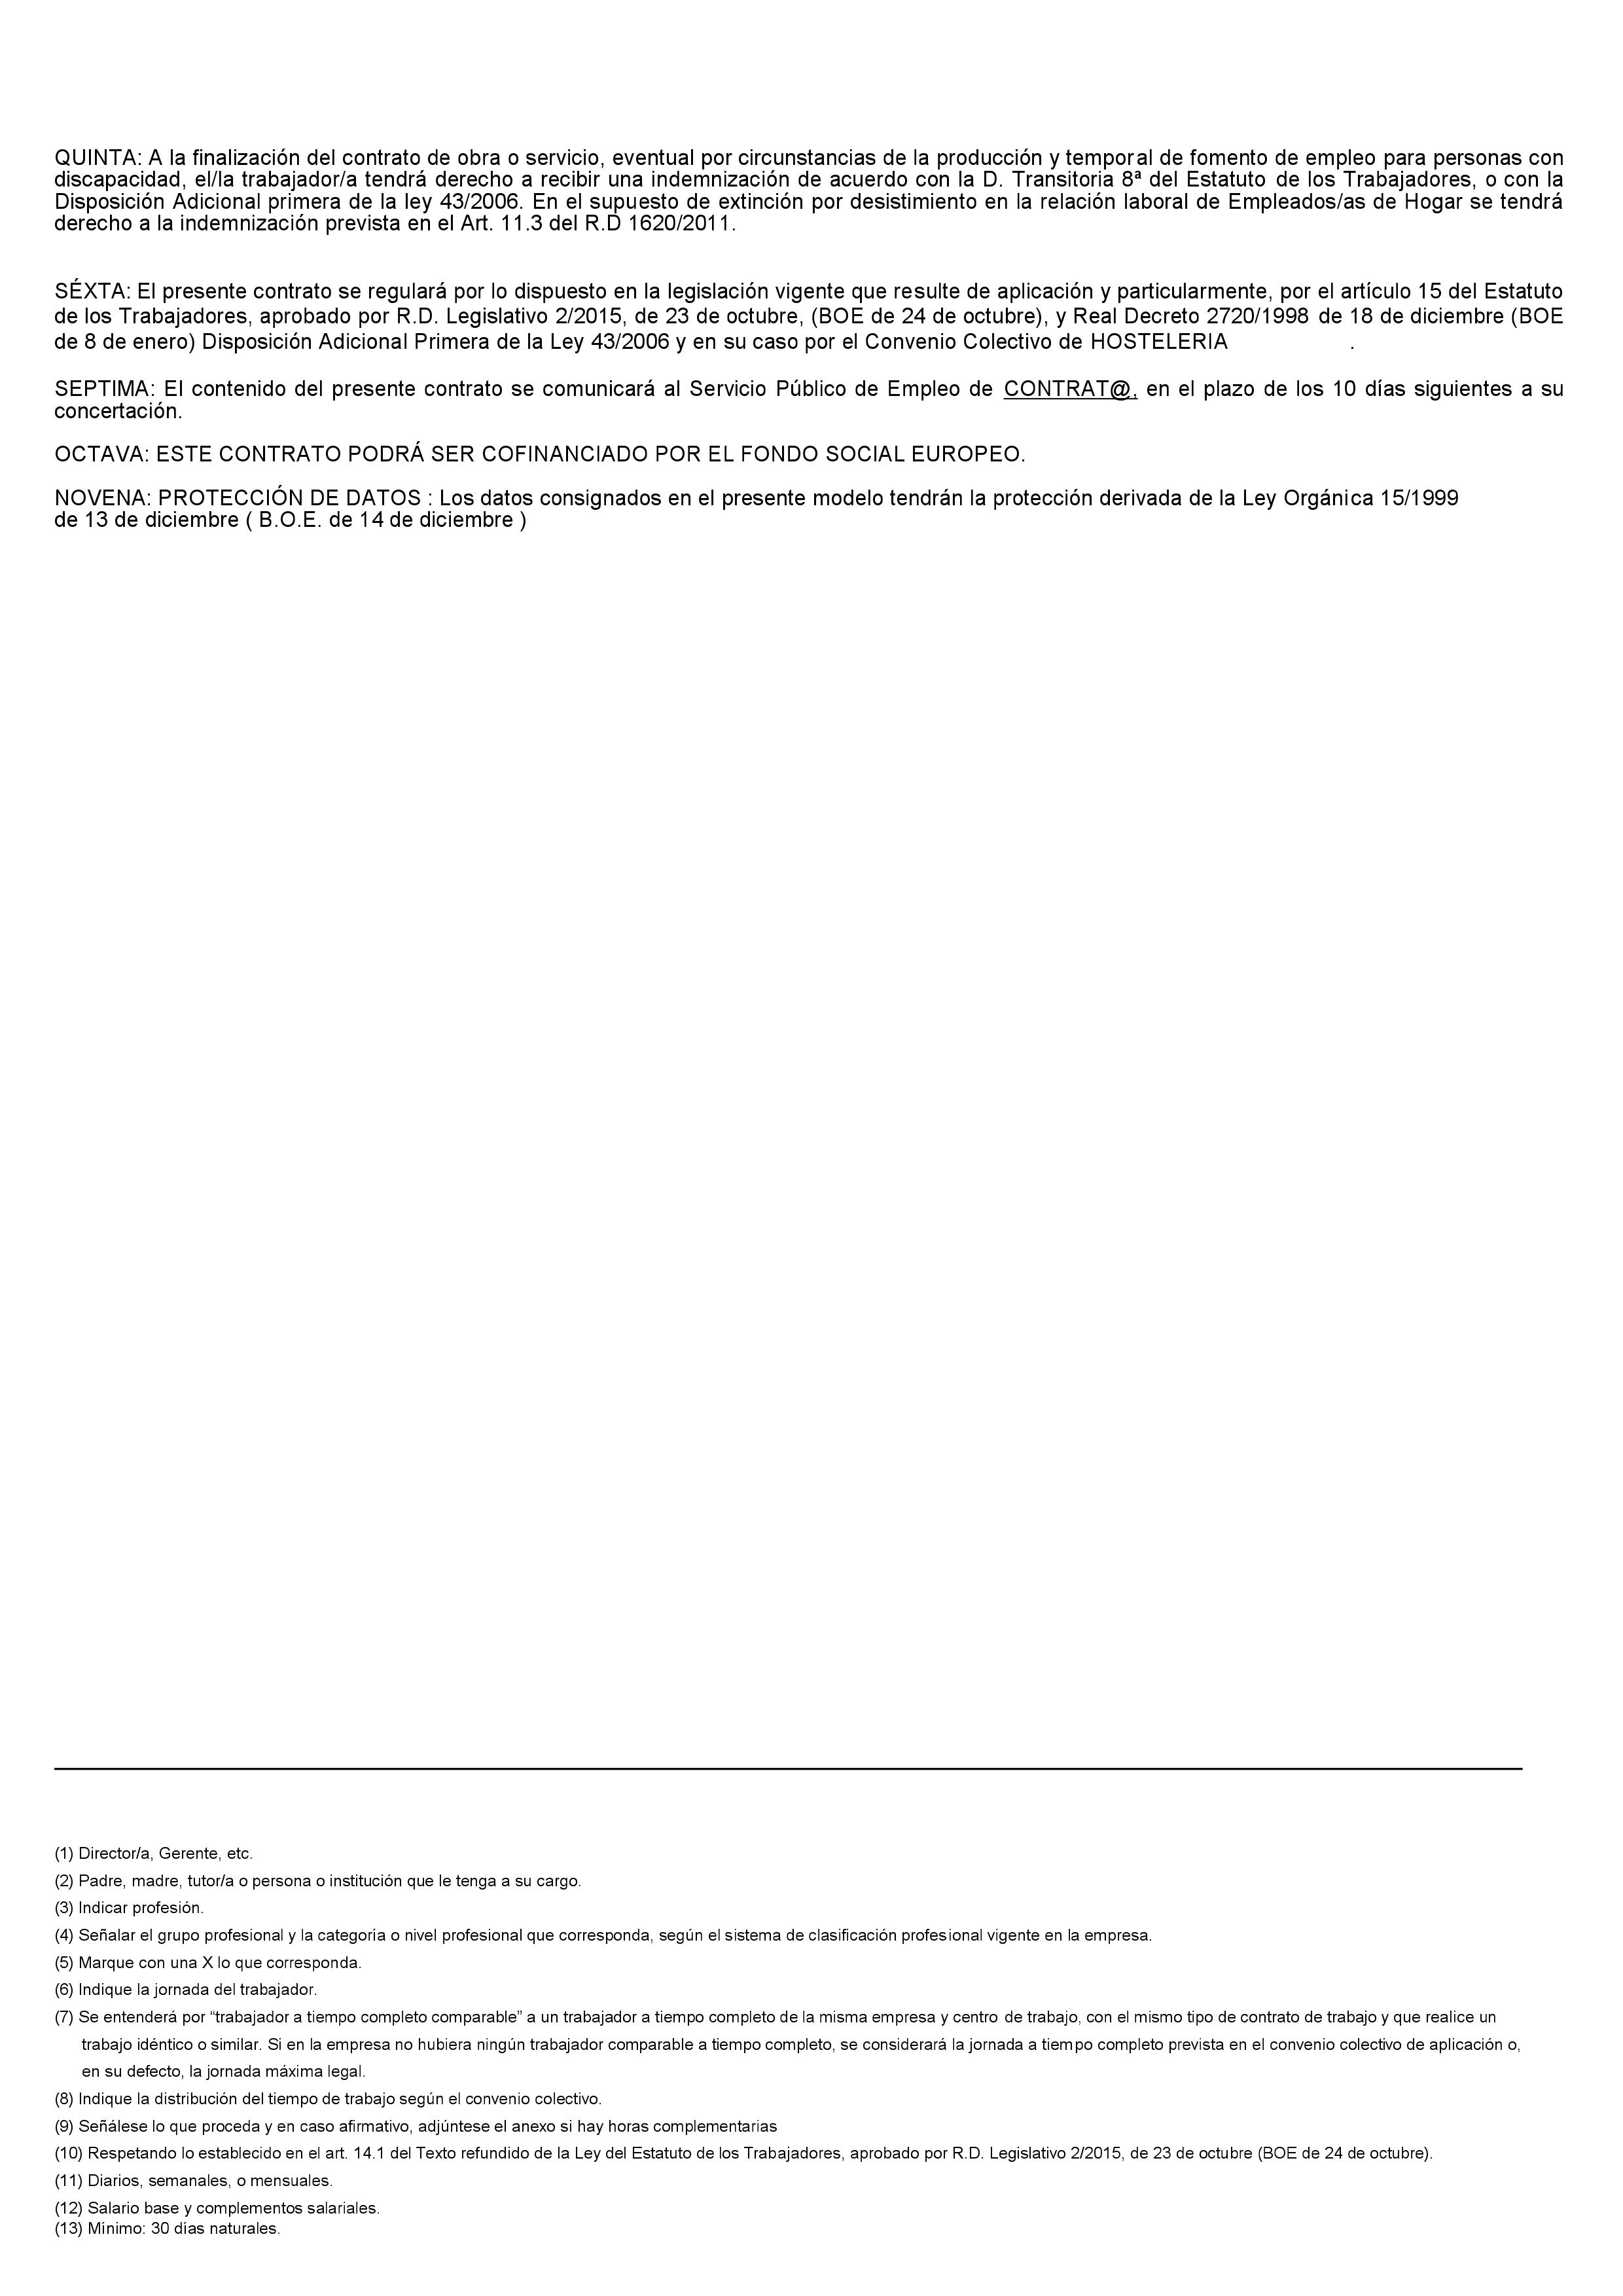 QUINTA: A la finalización del contrato de obra o servicio, eventual por circunstancias de la producción y temporal de fomento de empleo para personas con
discapacidad, el/la trabajador/a tendrá derecho a recibir una indemnización de acuerdo con la D. Transitoria 8ª del Estatuto de los Trabajadores, o con la
Disposición Adicional primera de la ley 43/2006. En el supuesto de extinción por desistimiento en la relación laboral de Empleados/as de Hogar se tendrá
derecho a la indemnización prevista en el Art. 11.3 del R.D 1620/2011.
SÉXTA: El presente contrato se regulará por lo dispuesto en la legislación vigente que resulte de aplicación y particularmente, por el artículo 15 del Estatuto
de los Trabajadores, aprobado por R.D. Legislativo 2/2015, de 23 de octubre, (BOE de 24 de octubre), y Real Decreto 2720/1998 de 18 de diciembre (BOE
de 8 de enero) Disposición Adicional Primera de la Ley 43/2006 y en su caso por el Convenio Colectivo de HOSTELERIA .
SEPTIMA: El contenido del presente contrato se comunicará al Servicio Público de Empleo de CONTRAT@, en el plazo de los 10 días siguientes a su
concertación.
OCTAVA: ESTE CONTRATO PODRÁ SER COFINANCIADO POR EL FONDO SOCIAL EUROPEO.
NOVENA: PROTECCIÓN DE DATOS : Los datos consignados en el presente modelo tendrán la protección derivada de la Ley Orgánica 15/1999
de 13 de diciembre ( B.O.E. de 14 de diciembre )
(1) Director/a, Gerente, etc.
(2) Padre, madre, tutor/a o persona o institución que le tenga a su cargo.
(3) Indicar profesión.
(4) Señalar el grupo profesional y la categoría o nivel profesional que corresponda, según el sistema de clasificación profesional vigente en la empresa.
(5) Marque con una X lo que corresponda.
(6) Indique la jornada del trabajador.
(7) Se entenderá por “trabajador a tiempo completo comparable” a un trabajador a tiempo completo de la misma empresa y centro de trabajo, con el mismo tipo de contrato de trabajo y que realice un
trabajo idéntico o similar. Si en la empresa no hubiera ningún trabajador comparable a tiempo completo, se considerará la jornada a tiempo completo prevista en el convenio colectivo de aplicación o,
en su defecto, la jornada máxima legal.
(8) Indique la distribución del tiempo de trabajo según el convenio colectivo.
(9) Señálese lo que proceda y en caso afirmativo, adjúntese el anexo si hay horas complementarias
(10) Respetando lo establecido en el art. 14.1 del Texto refundido de la Ley del Estatuto de los Trabajadores, aprobado por R.D. Legislativo 2/2015, de 23 de octubre (BOE de 24 de octubre).
(11) Diarios, semanales, o mensuales.
(12) Salario base y complementos salariales.
(13) Mínimo: 30 días naturales.